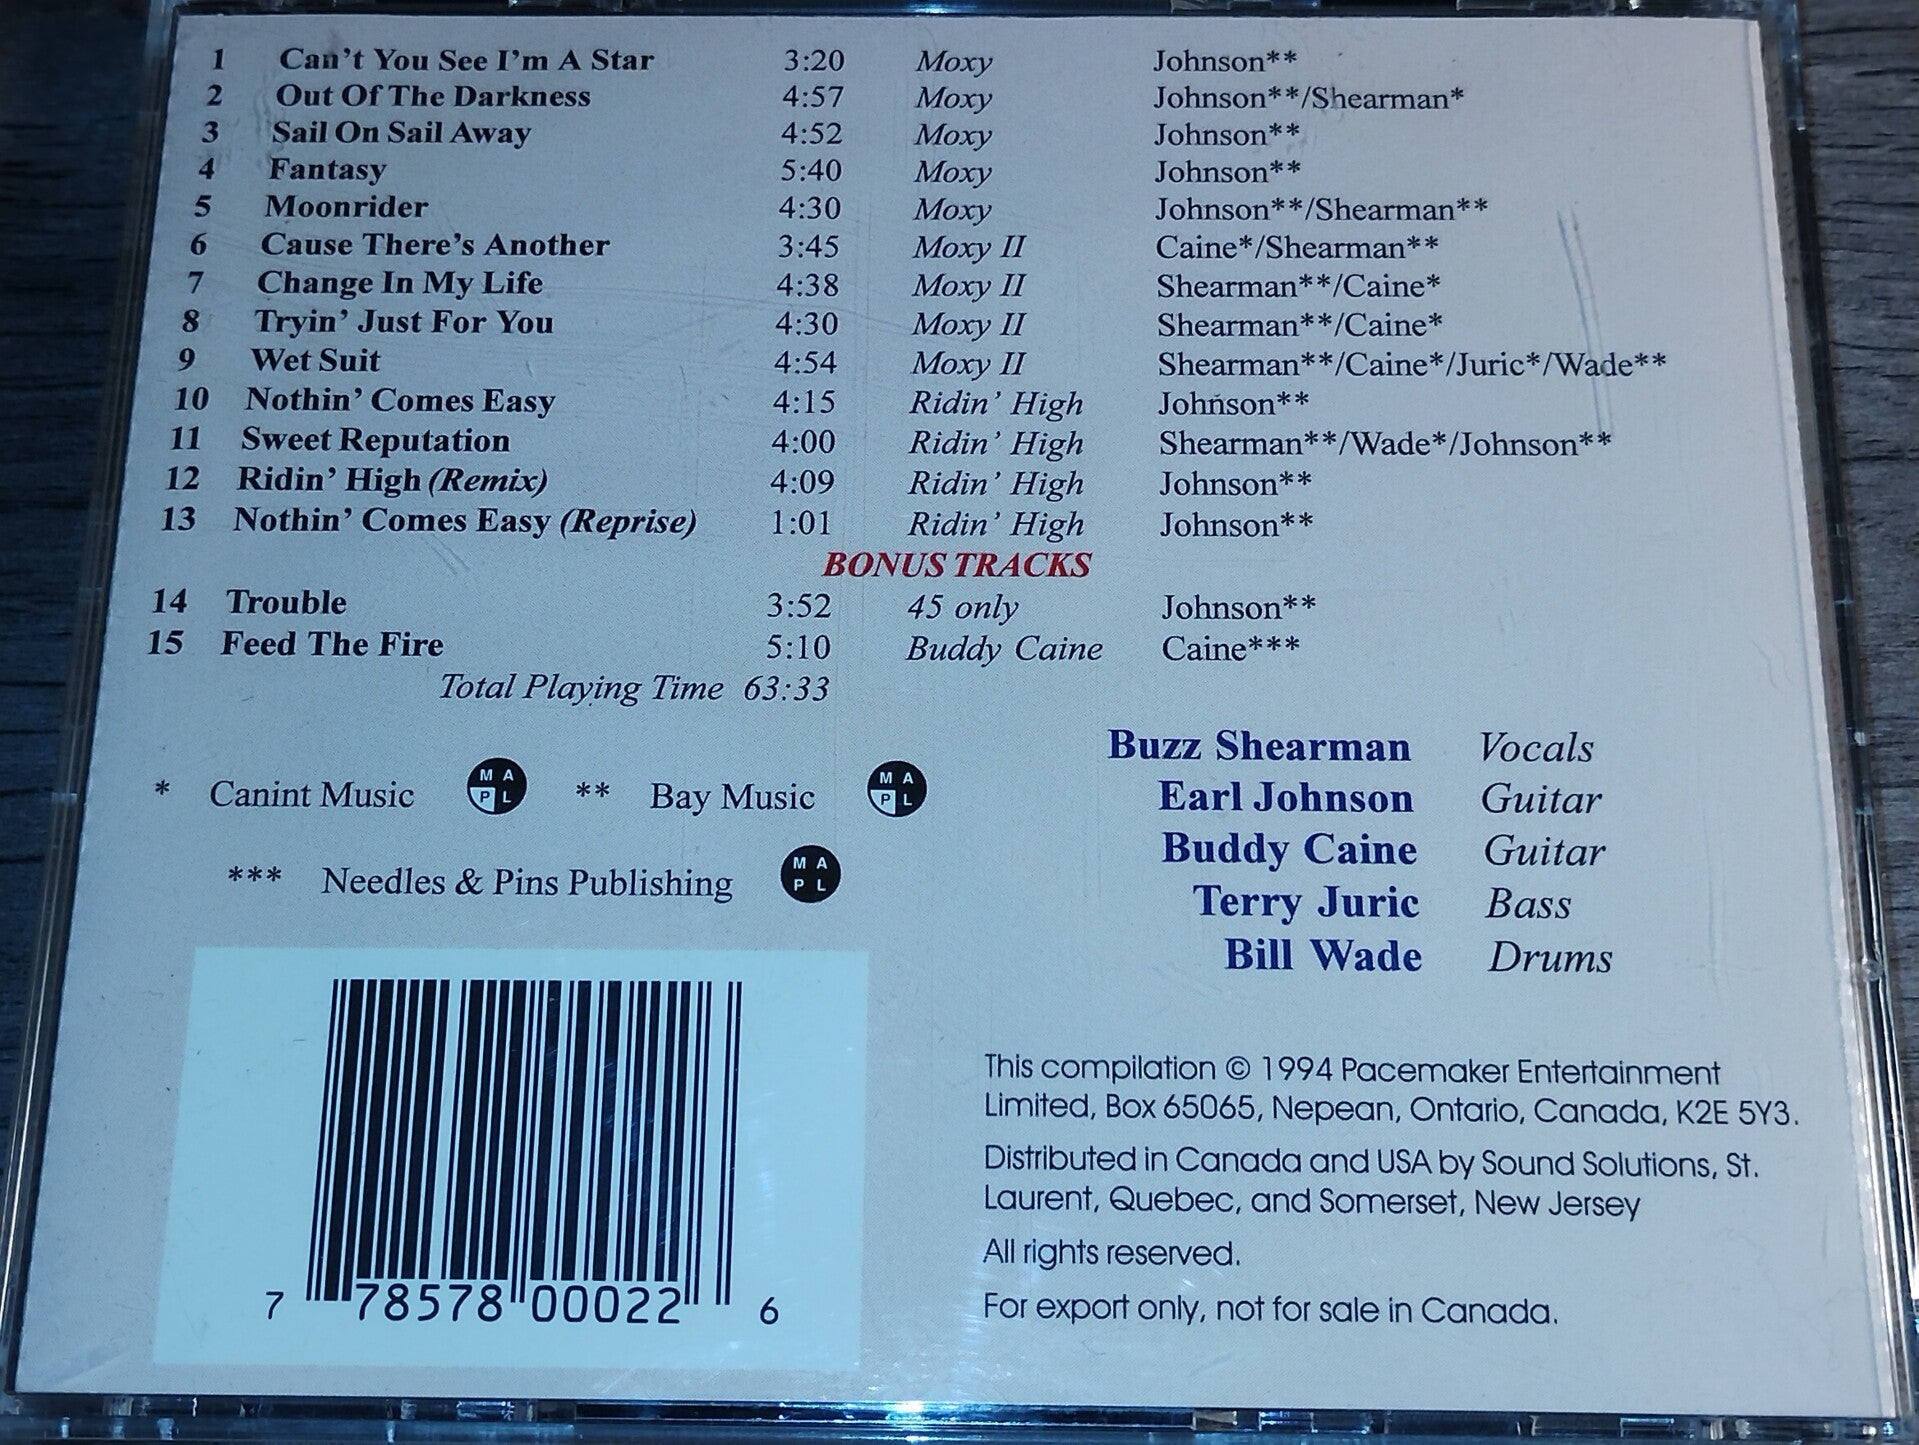 1 Can't You See I'm A Star 3:20 Moxy Johnson**
2 Out Of The Darkness 4:57 Moxy Johnson**/Shearman*
3 Sail On Sail Away 4:52 Moxy Johnson**
4 Fantasy 5:40 Moxy Johnson**
5 Moonrider 4:30 Moxy Johnson**/Shearman**
6 Cause There's Another 3:45 Moxy II Caine*/Shearman**
7 Change In My Life 4:38 Moxy II Shearman**/Caine*
8 Tryin' Just For You 4:30 Moxy II Shearman**/Caine*
9 Wet Suit 4:54 Moxy II Shearman**/Caine*/Juric*/Wade**
10 Nothin' Comes Easy 4:15 Ridin' High Johnson**
11 Sweet Reputation 4:00 Ridin' High Shearman**/Wade*/Johnson**
12 Ridin' High (Remix) 4:09 Ridin' High Johnson**
13 Nothin' Comes Easy (Reprise) 1:01 Ridin' High Johnson**
BONUS TRACKS
14 Trouble 3:52 45 only Johnson**
15 Feed The Fire 5:10 Buddy Caine Caine***
Total Playing Time 63:33
* Canint Music MAPL ** Bay Music MAPL
*** Needles & Pins Publishing MAPL
Buzz Shearman Vocals
Earl Johnson Guitar
Buddy Caine Guitar
Terry Juric Bass
Bill Wade Drums
7 78578 00022 6
This compilation © 1994 Pacemaker Entertainment
Limited, Box 65065, Nepean, Ontario, Canada, K2E 5Y3.
Distributed in Canada and USA by Sound Solutions, St.
Laurent, Quebec, and Somerset, New Jersey
All rights reserved.
For export only, not for sale in Canada.